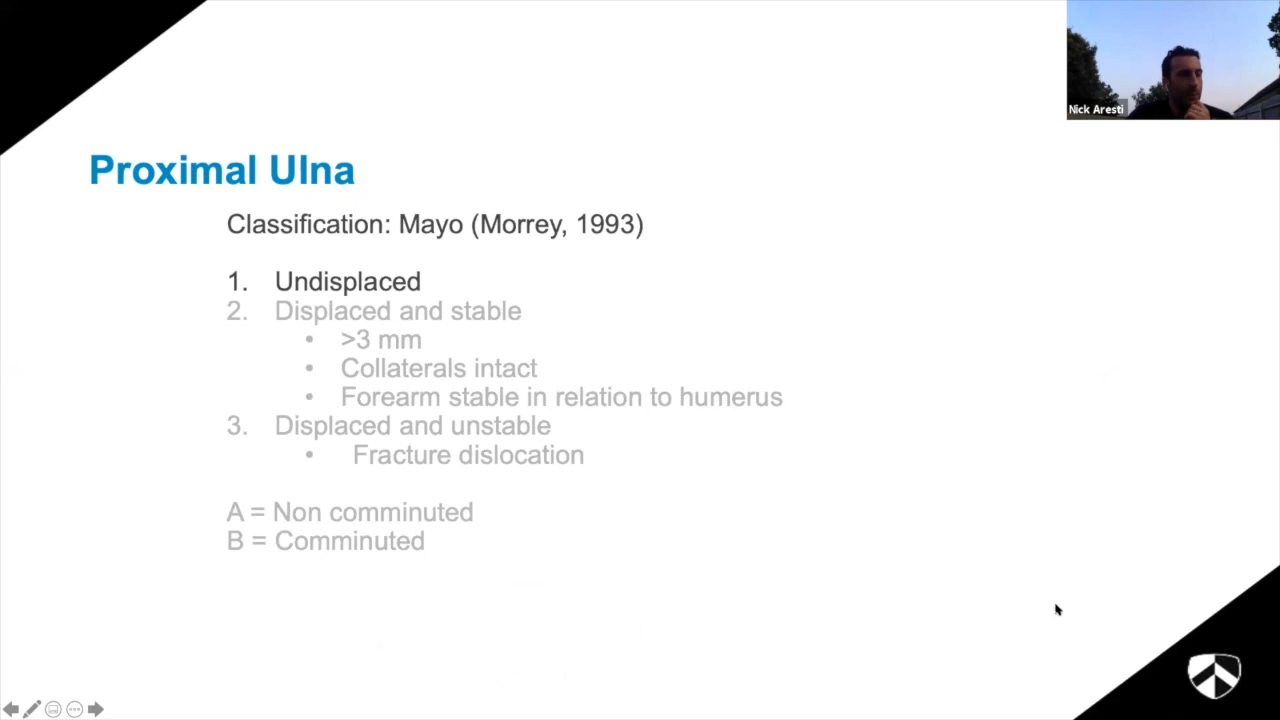 Nick Aresti
Proximal Ulna
Classification: Mayo (Morrey, 1993)
1. Undisplaced
2. Displaced and stable
• >3 mm
• Collaterals intact
• Forearm stable in relation to humerus
3. Displaced and unstable
• Fracture dislocation
A = Non comminuted
B = Comminuted